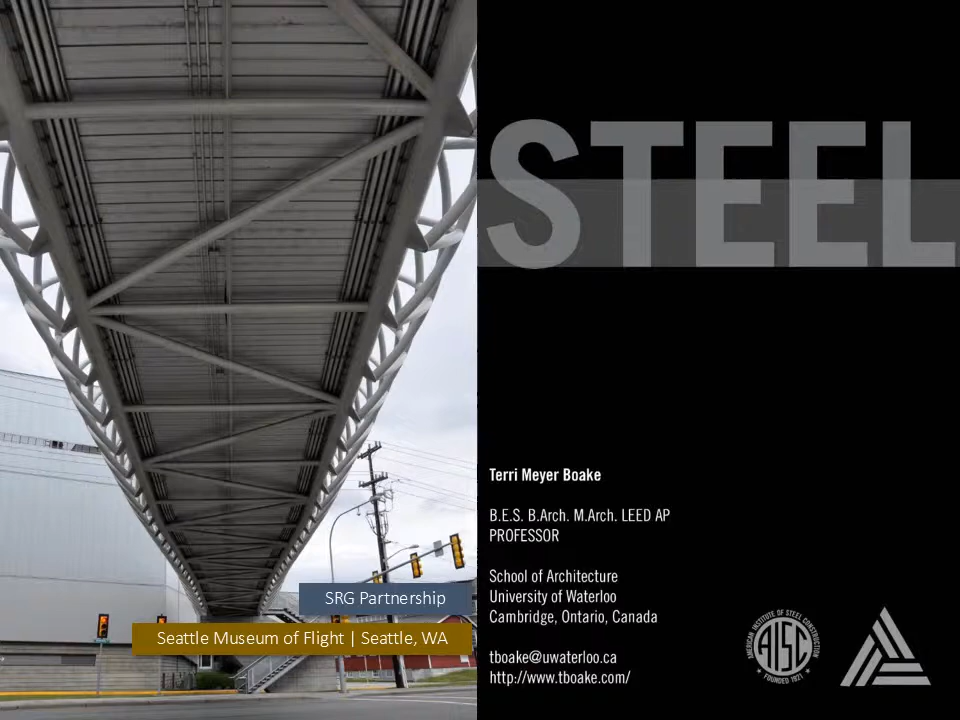 STEEL
Terri Meyer Boake
B.E.S. B.Arch. M.Arch. LEED AP
PROFESSOR
School of Architecture
University of Waterloo
Cambridge, Ontario, Canada
tboake@uwaterloo.ca
http://www.tboake.com/
SRG Partnership
Seattle Museum of Flight | Seattle, WA
AMERICAN INSTITUTE OF STEEL CONSTRUCTION
AISC
FOUNDED 1921